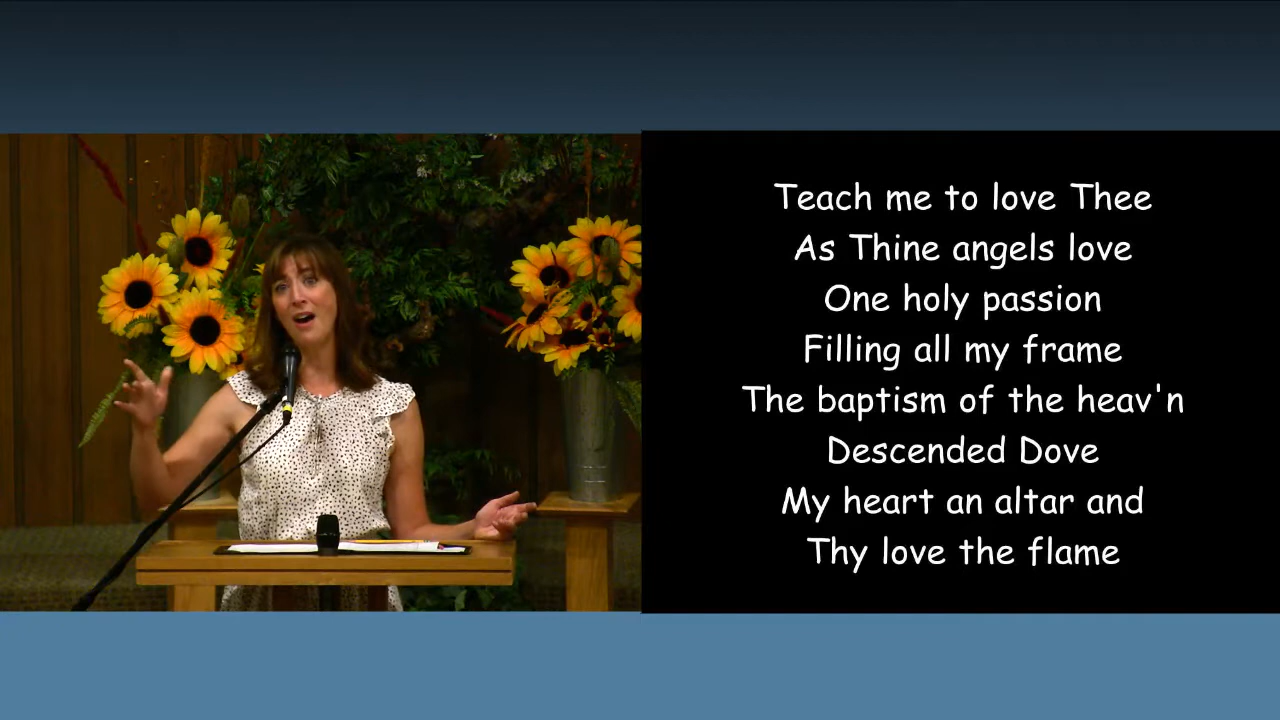 Teach me to love Thee
As Thine angels love
One holy passion
Filling all my frame
The baptism of the heav'n
Descended Dove
My heart an altar and
Thy love the flame